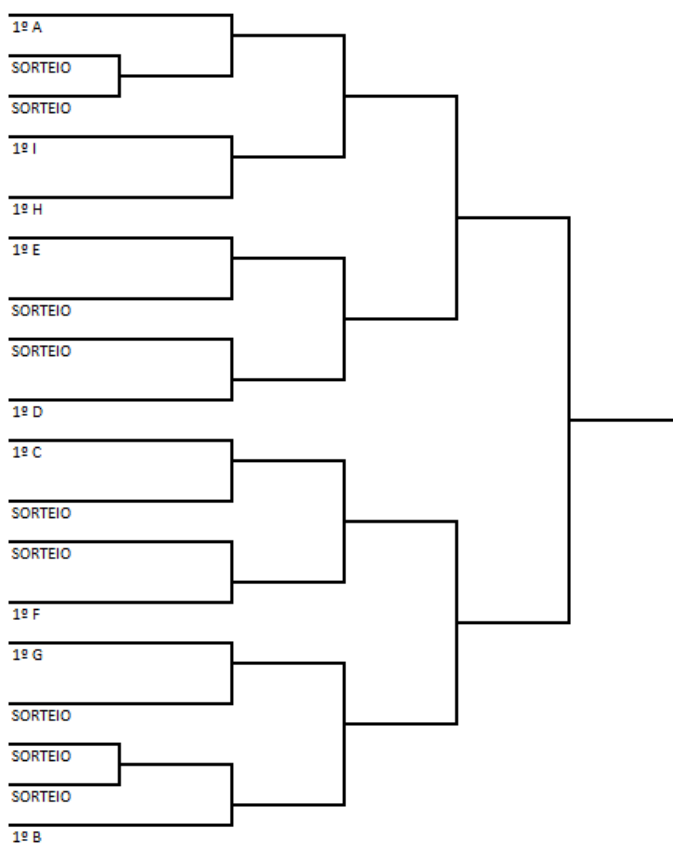 1º A
SORTEIO
SORTEIO
1º I
1º H
1º E
SORTEIO
SORTEIO
1º D
1º C
SORTEIO
SORTEIO
1º F
1º G
SORTEIO
SORTEIO
SORTEIO
1º B